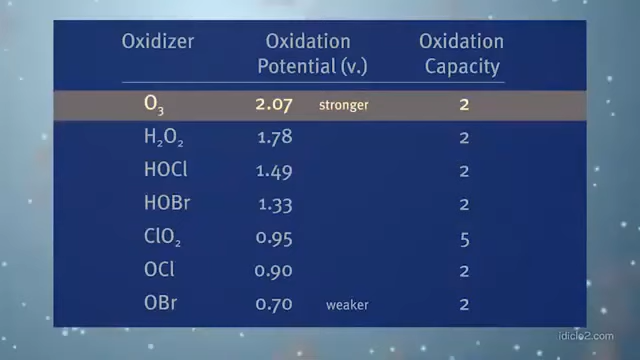 Oxidizer Oxidation Potential (v.) Oxidation Capacity
O₃ 2.07 stronger 2
H₂O₂ 1.78 2
HOCl 1.49 2
HOBr 1.33 2
ClO₂ 0.95 5
OCl 0.90 2
OBr 0.70 weaker 2
idiclo2.com